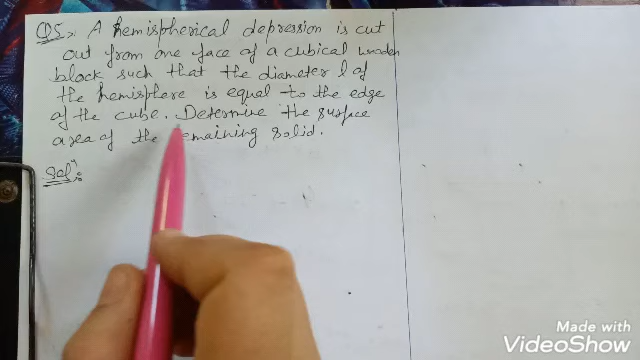 Q5. A hemispherical depression is cut
out from one face of a cubical wooden
block such that the diameter l of
the hemisphere is equal to the edge
of the cube. Determine the surface
area of the remaining solid.
Solⁿ:
Made with
VideoShow